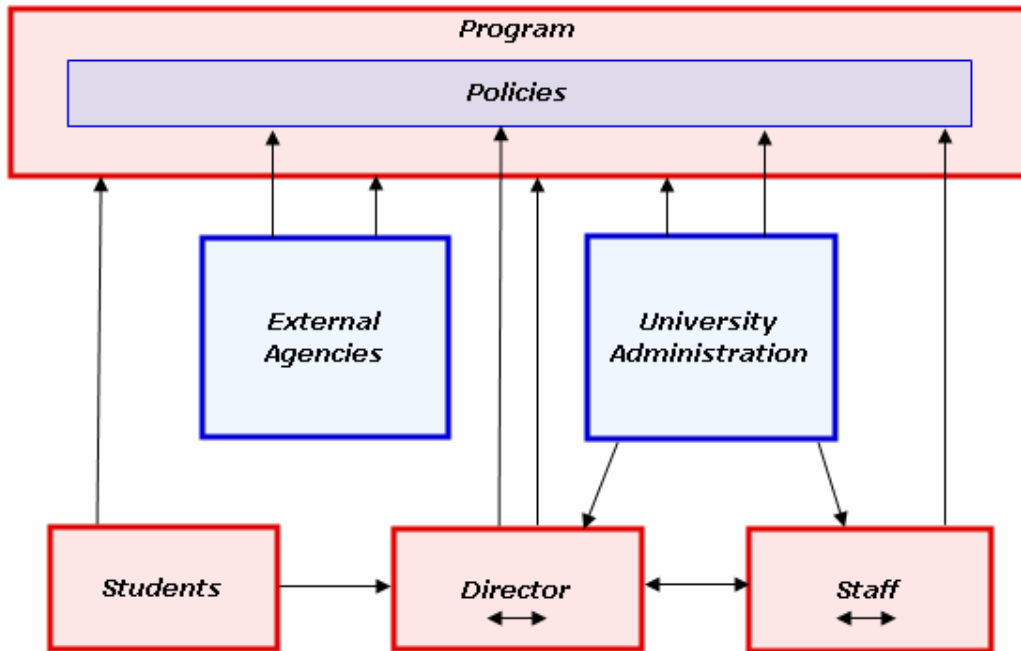 Program
Policies
External
Agencies
University
Administration
Students
Director
Staff